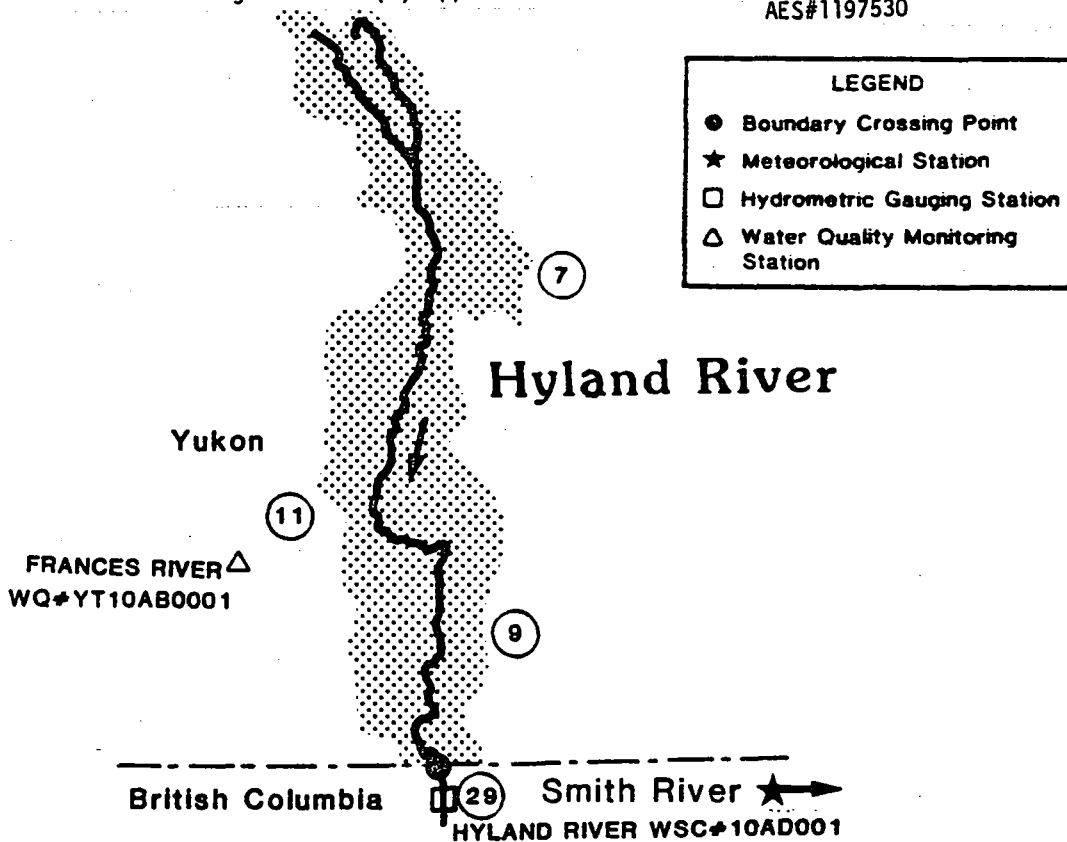 AES#1197530
LEGEND
Boundary Crossing Point
Meteorological Station
Hydrometric Gauging Station
Water Quality Monitoring
Station
7
Hyland River
Yukon
11
FRANCES RIVER
WQ#YT10AB0001
9
British Columbia
29
Smith River
HYLAND RIVER WSC#10AD001